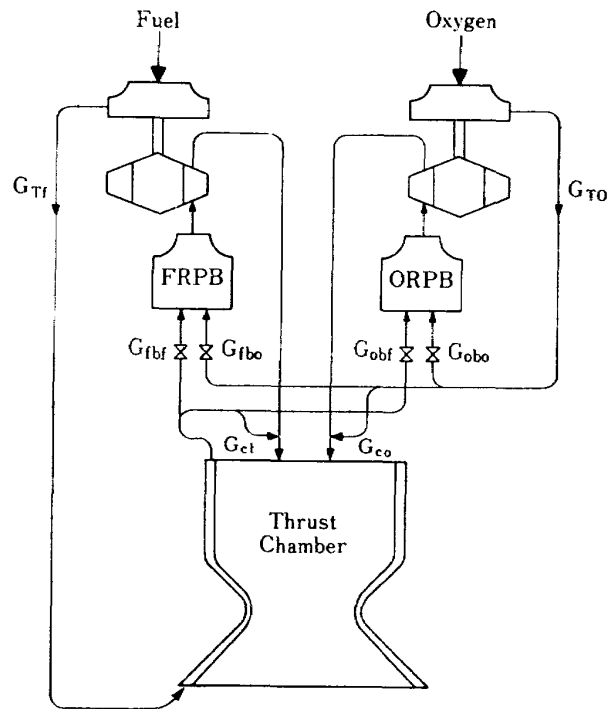 Fuel
Oxygen
G_Tf
G_TO
FRPB
ORPB
G_fbf
G_fbo
G_obf
G_obo
G_cf
G_co
Thrust
Chamber